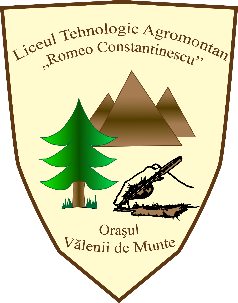 Liceul Tehnologic Agromontan
„Romeo Constantinescu”
Orașul
Vălenii de Munte